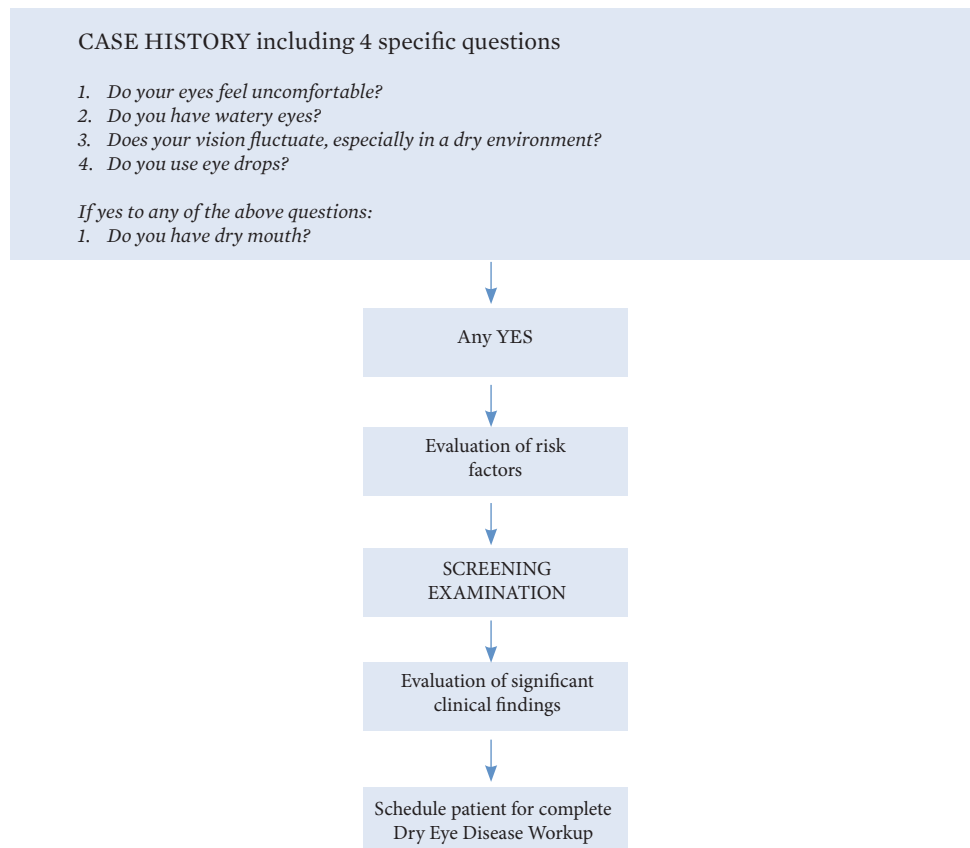 CASE HISTORY including 4 specific questions
1. Do your eyes feel uncomfortable?
2. Do you have watery eyes?
3. Does your vision fluctuate, especially in a dry environment?
4. Do you use eye drops?
If yes to any of the above questions:
1. Do you have dry mouth?
Any YES
Evaluation of risk
factors
SCREENING
EXAMINATION
Evaluation of significant
clinical findings
Schedule patient for complete
Dry Eye Disease Workup